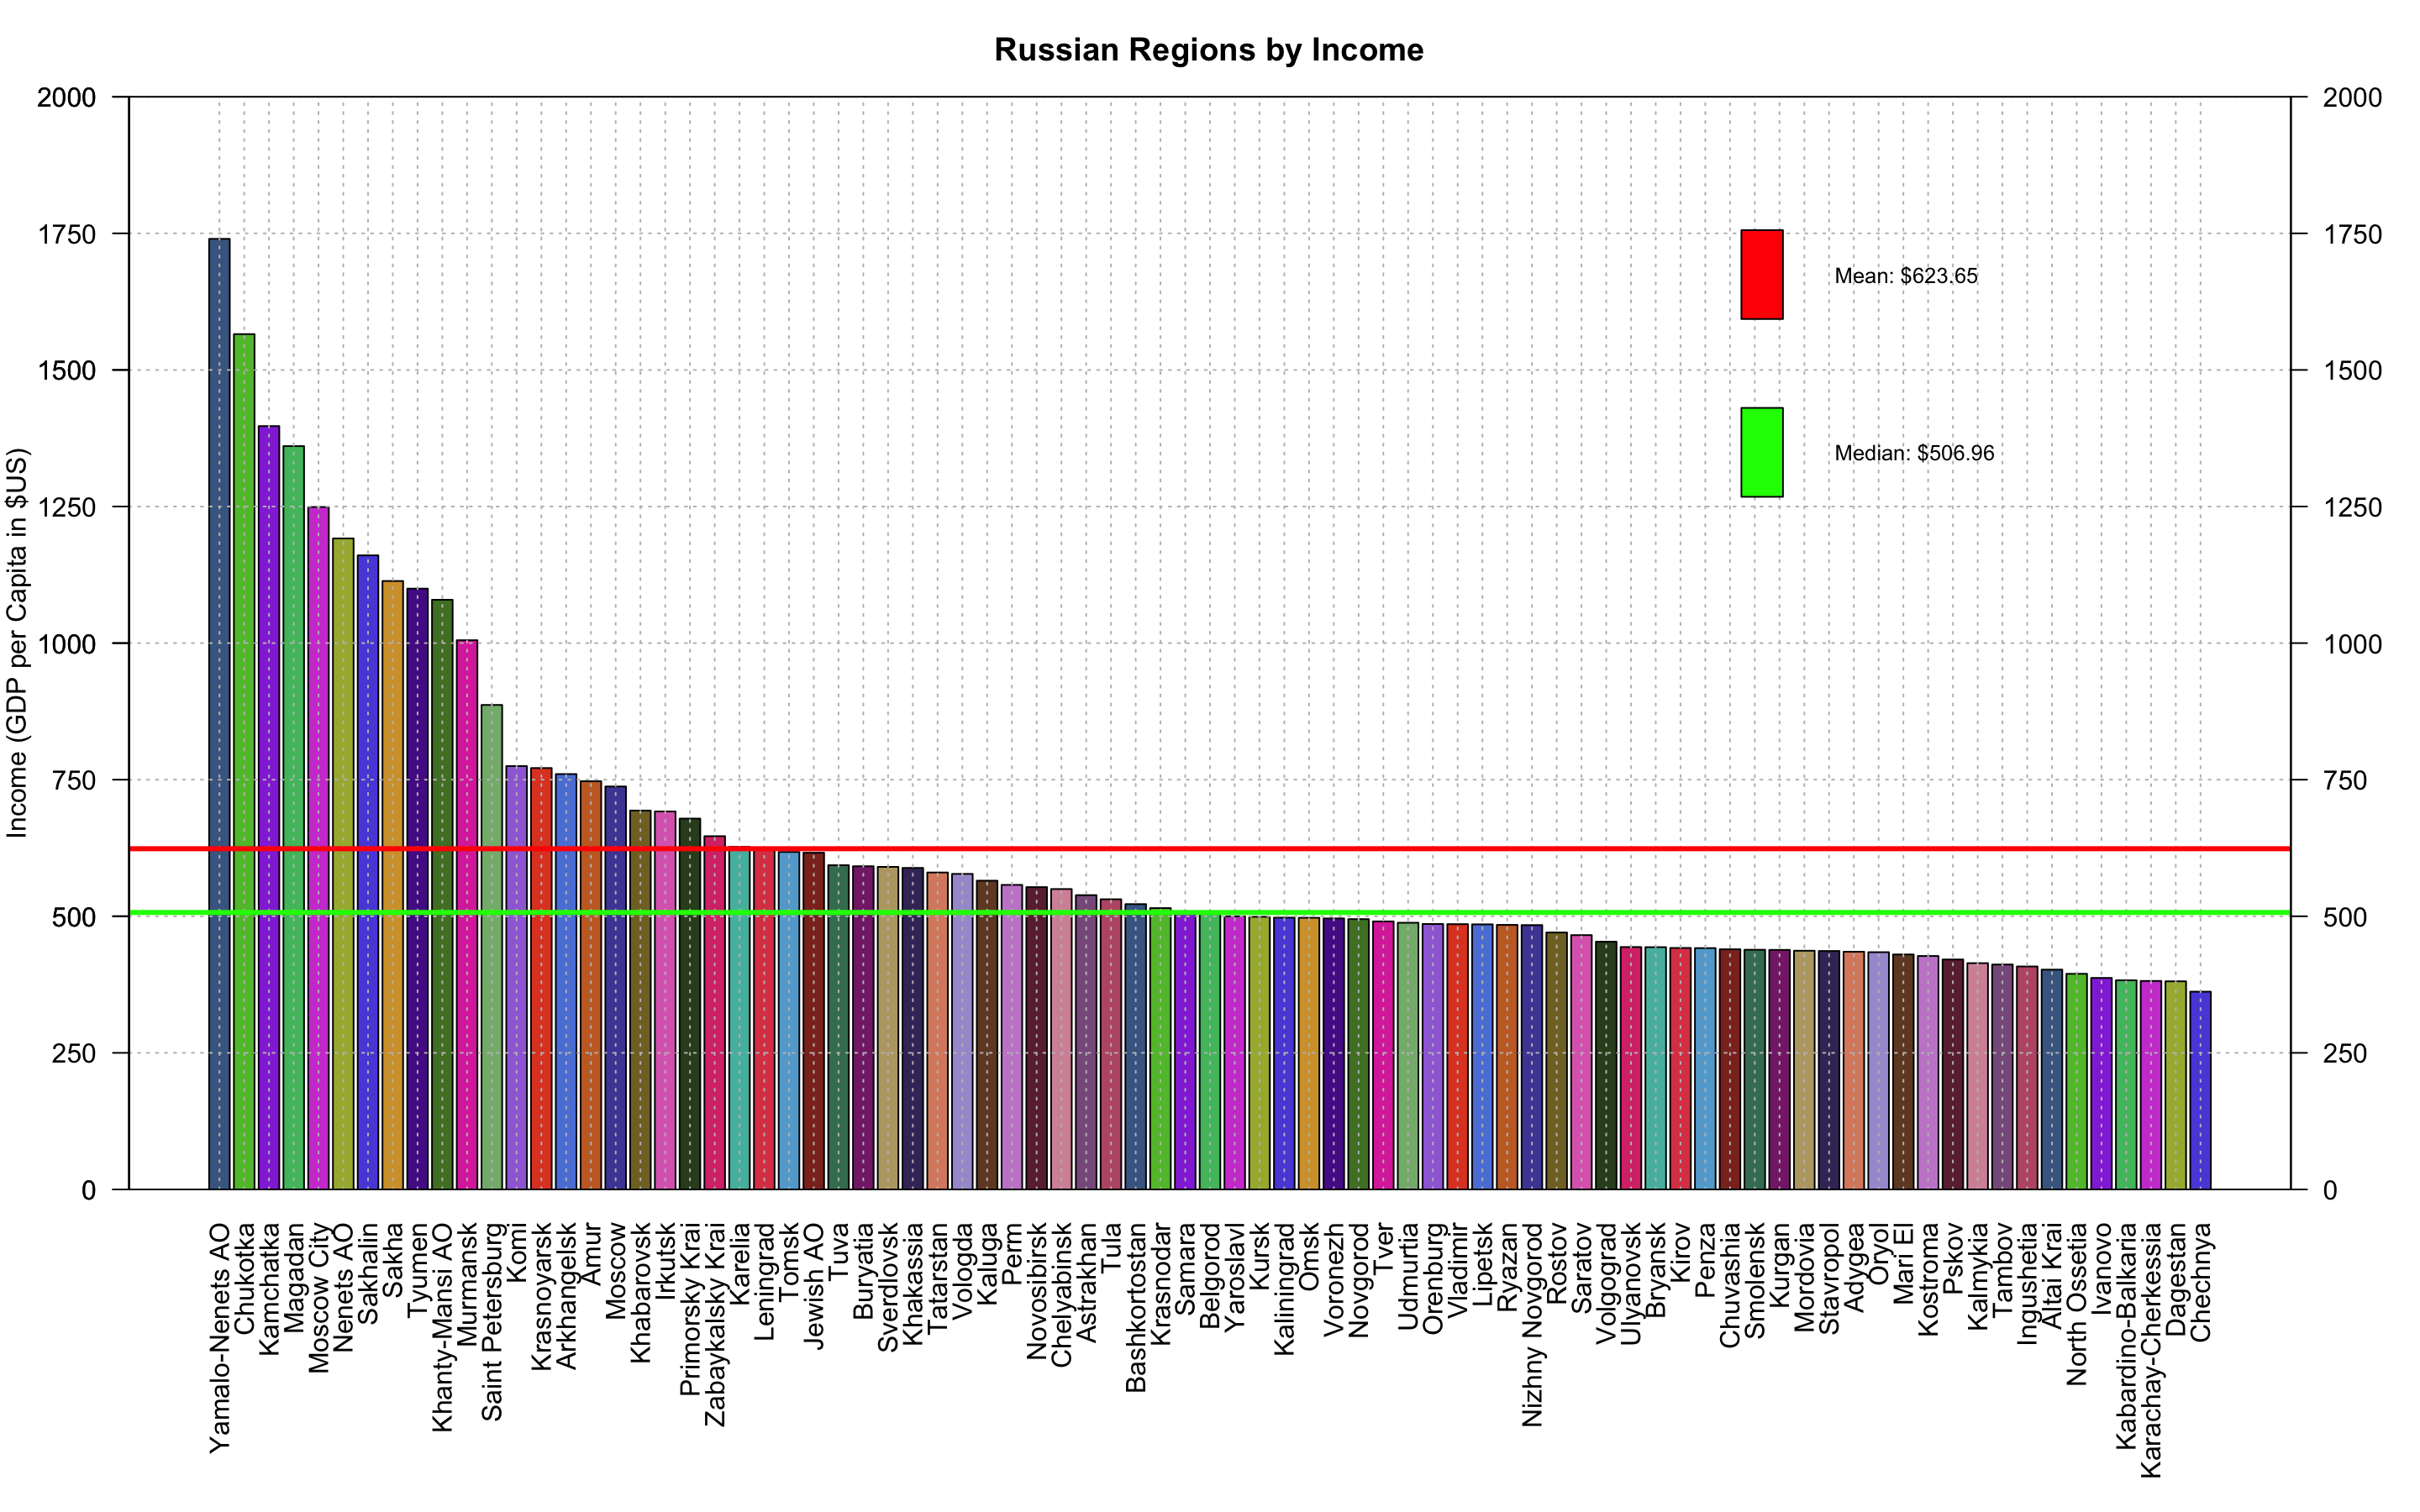 Russian Regions by Income
Income (GDP per Capita in $US)
2000
1750
1500
1250
1000
750
500
250
0
2000
1750
1500
1250
1000
750
500
250
0
Mean: $623.65
Median: $506.96
Yamalo-Nenets AO
Chukotka
Kamchatka
Magadan
Moscow City
Nenets AO
Sakhalin
Sakha
Tyumen
Khanty-Mansi AO
Murmansk
Saint Petersburg
Komi
Krasnoyarsk
Arkhangelsk
Amur
Moscow
Khabarovsk
Irkutsk
Primorsky Krai
Zabaykalsky Krai
Karelia
Leningrad
Tomsk
Jewish AO
Tuva
Buryatia
Sverdlovsk
Khakassia
Tatarstan
Vologda
Kaluga
Perm
Novosibirsk
Chelyabinsk
Astrakhan
Tula
Bashkortostan
Krasnodar
Samara
Belgorod
Yaroslavl
Kursk
Kaliningrad
Omsk
Voronezh
Novgorod
Tver
Udmurtia
Orenburg
Vladimir
Lipetsk
Ryazan
Nizhny Novgorod
Rostov
Saratov
Volgograd
Ulyanovsk
Bryansk
Kirov
Penza
Chuvashia
Smolensk
Kurgan
Mordovia
Stavropol
Adygea
Oryol
Mari El
Kostroma
Pskov
Kalmykia
Tambov
Ingushetia
Altai Krai
North Ossetia
Ivanovo
Kabardino-Balkaria
Karachay-Cherkessia
Dagestan
Chechnya